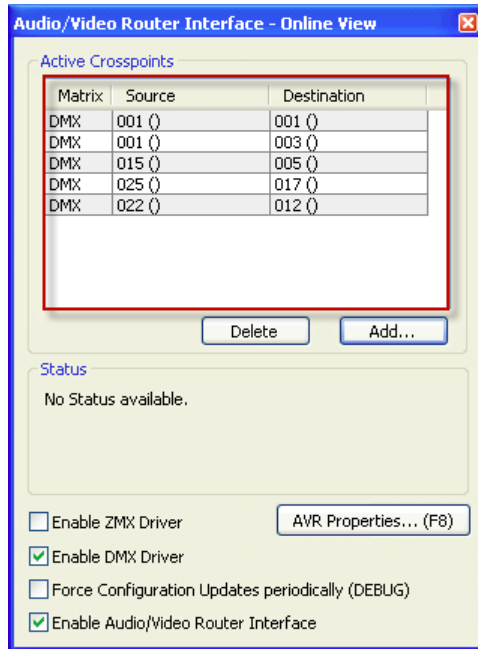 Audio/Video Router Interface - Online View
Active Crosspoints
Matrix Source Destination
DMX 001 () 001 ()
DMX 001 () 003 ()
DMX 015 () 005 ()
DMX 025 () 017 ()
DMX 022 () 012 ()
Delete Add...
Status
No Status available.
Enable ZMX Driver AVR Properties... (F8)
Enable DMX Driver
Force Configuration Updates periodically (DEBUG)
Enable Audio/Video Router Interface